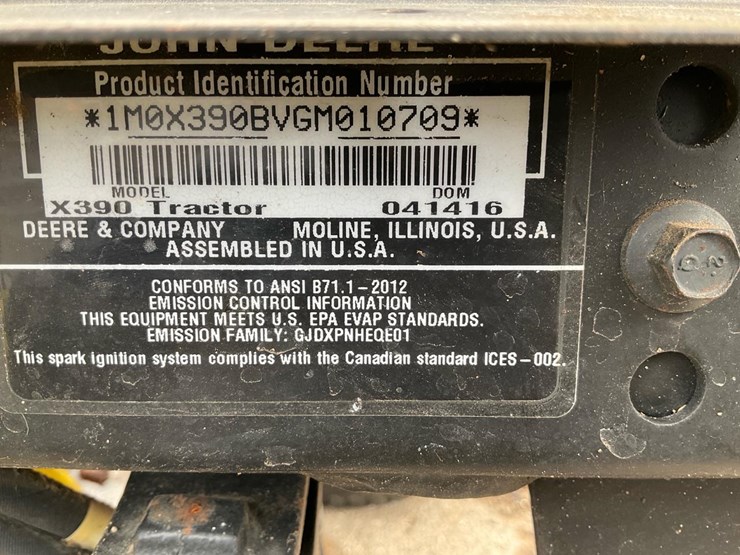 JOHN DEERE
Product Identification Number
*1M0X390BVGM010709*
MODEL DOM
X390 Tractor 041416
DEERE & COMPANY MOLINE, ILLINOIS, U.S.A.
ASSEMBLED IN U.S.A.
CONFORMS TO ANSI B71.1-2012
EMISSION CONTROL INFORMATION
THIS EQUIPMENT MEETS U.S. EPA EVAP STANDARDS.
EMISSION FAMILY: GJDXPNHEQE01
This spark ignition system complies with the Canadian standard ICES-002.